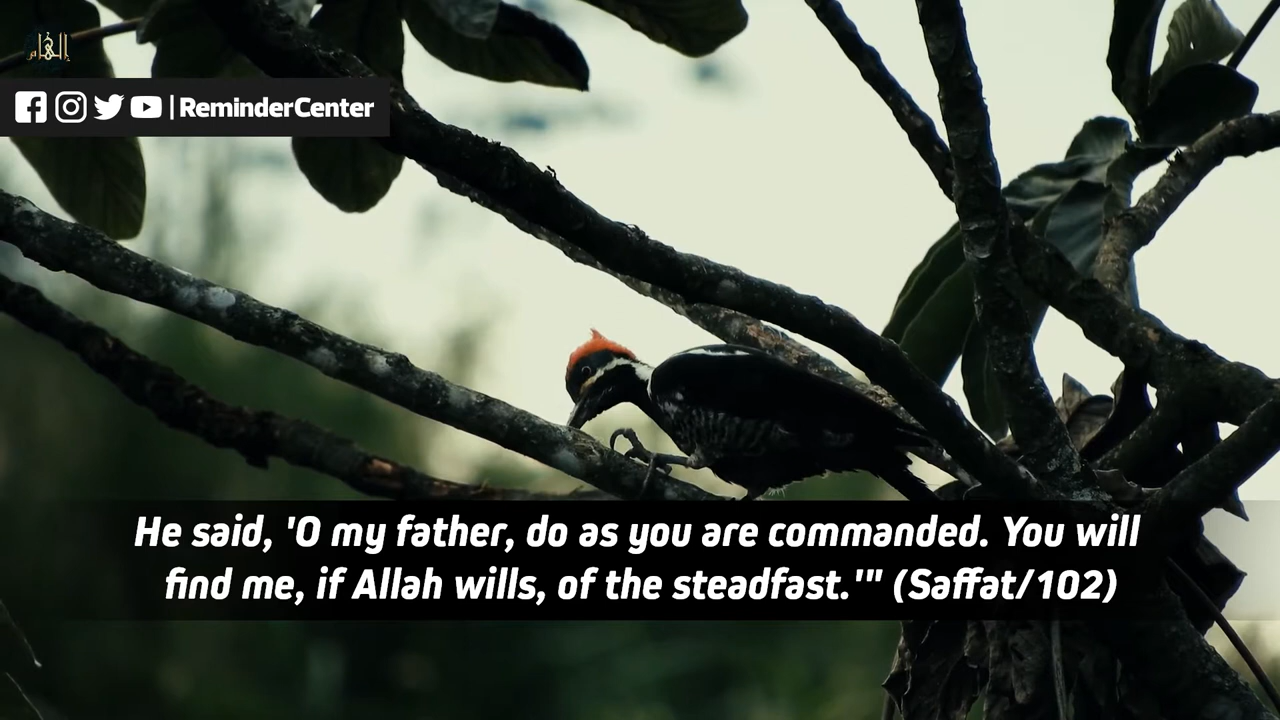 إلهام
| ReminderCenter
He said, 'O my father, do as you are commanded. You will
find me, if Allah wills, of the steadfast.'" (Saffat/102)